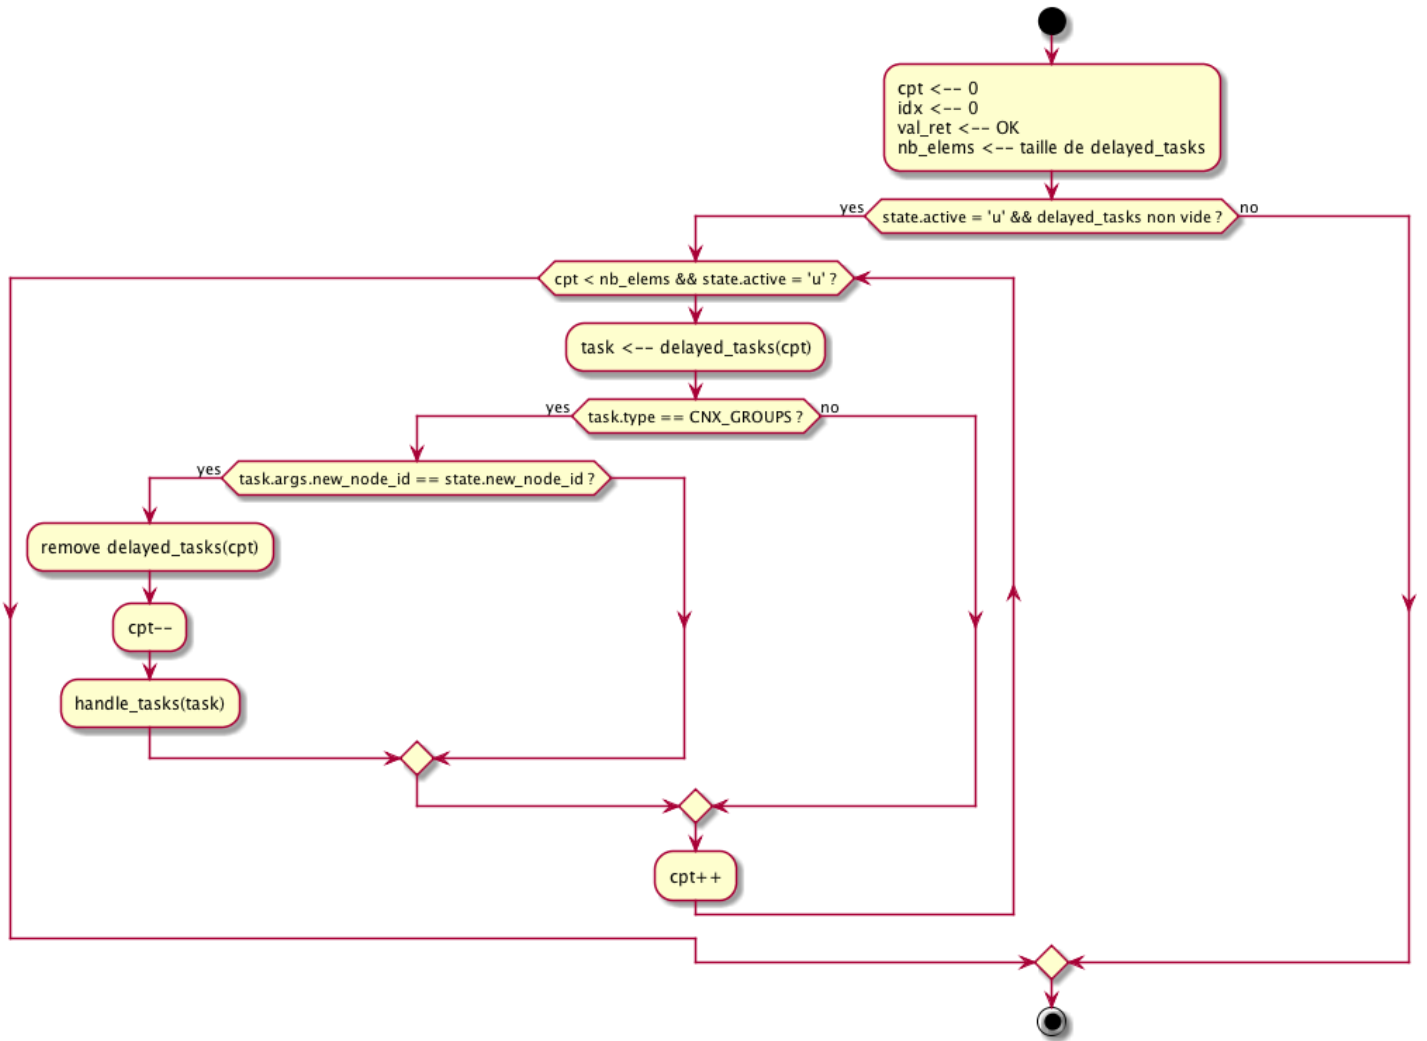 cpt <-- 0
idx <-- 0
val_ret <-- OK
nb_elems <-- taille de delayed_tasks
yes
state.active = 'u' && delayed_tasks non vide ?
no
cpt < nb_elems && state.active = 'u' ?
task <-- delayed_tasks(cpt)
yes
task.type == CNX_GROUPS ?
no
yes
task.args.new_node_id == state.new_node_id ?
remove delayed_tasks(cpt)
cpt--
handle_tasks(task)
cpt++